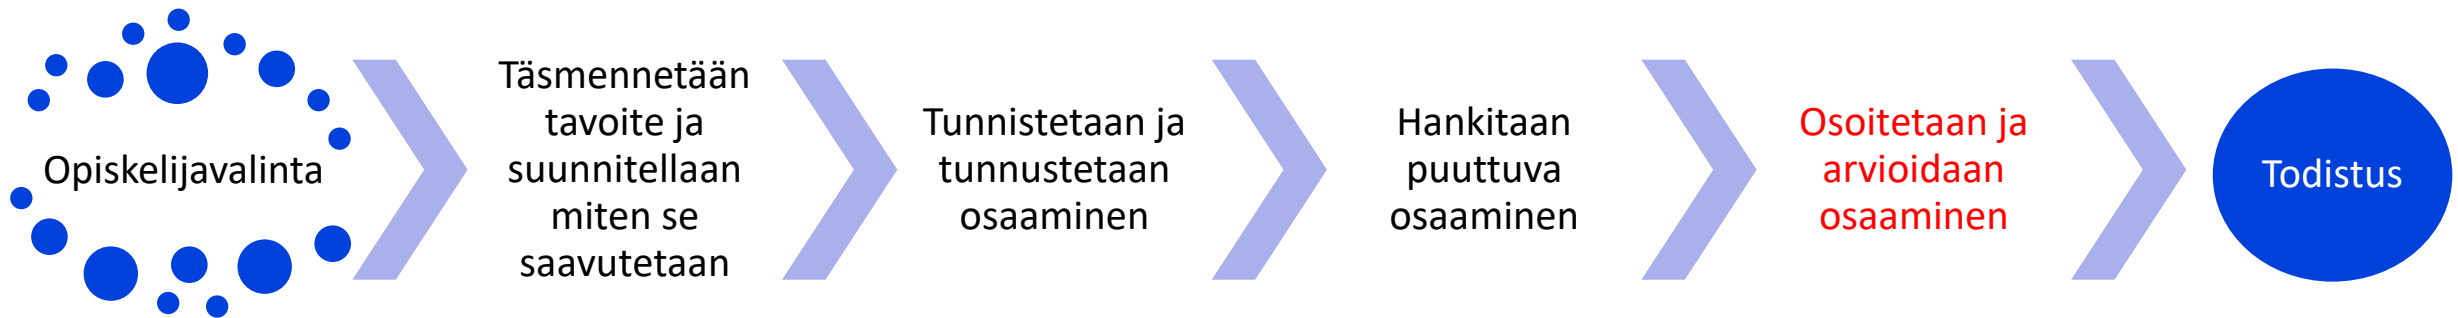 Opiskelijavalinta
Täsmennetään
tavoite ja
suunnitellaan
miten se
saavutetaan
Tunnistetaan ja
tunnustetaan
osaaminen
Hankitaan
puuttuva
osaaminen
Osoitetaan ja
arvioidaan
osaaminen
Todistus